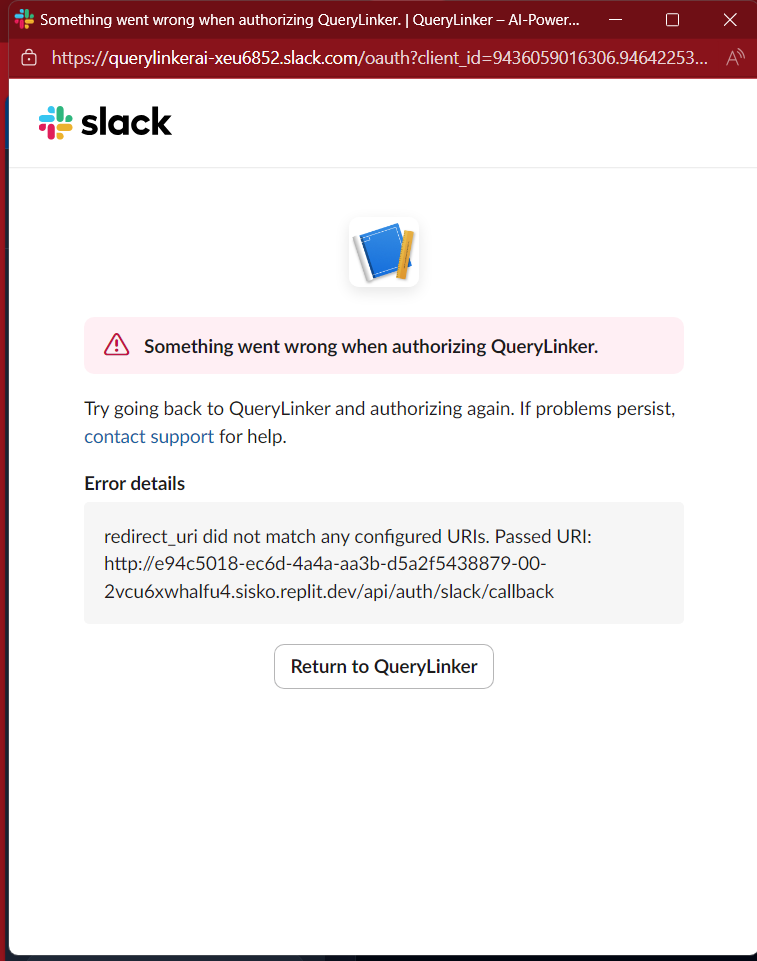 Something went wrong when authorizing QueryLinker. | QueryLinker – AI-Power...
https://querylinkerai-xeu6852.slack.com/oauth?client_id=9436059016306.94642253...
slack
Something went wrong when authorizing QueryLinker.
Try going back to QueryLinker and authorizing again. If problems persist,
contact support for help.
Error details
redirect_uri did not match any configured URIs. Passed URI:
http://e94c5018-ec6d-4a4a-aa3b-d5a2f5438879-00-
2vcu6xwhalfu4.sisko.replit.dev/api/auth/slack/callback
Return to QueryLinker